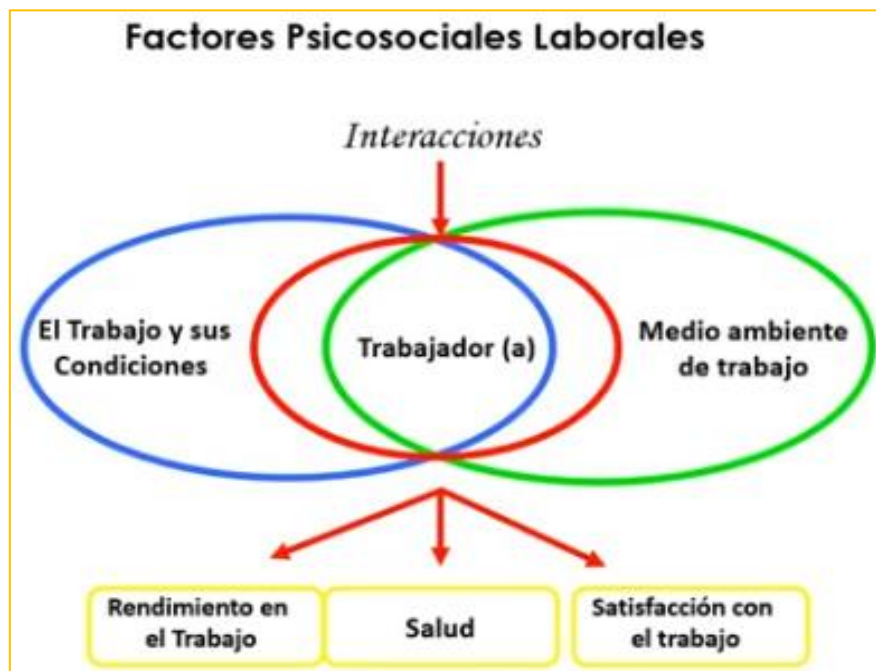 Factores Psicosociales Laborales
Interacciones
El Trabajo y sus
Condiciones
Trabajador (a)
Medio ambiente
de trabajo
Rendimiento en
el Trabajo
Salud
Satisfacción con
el trabajo